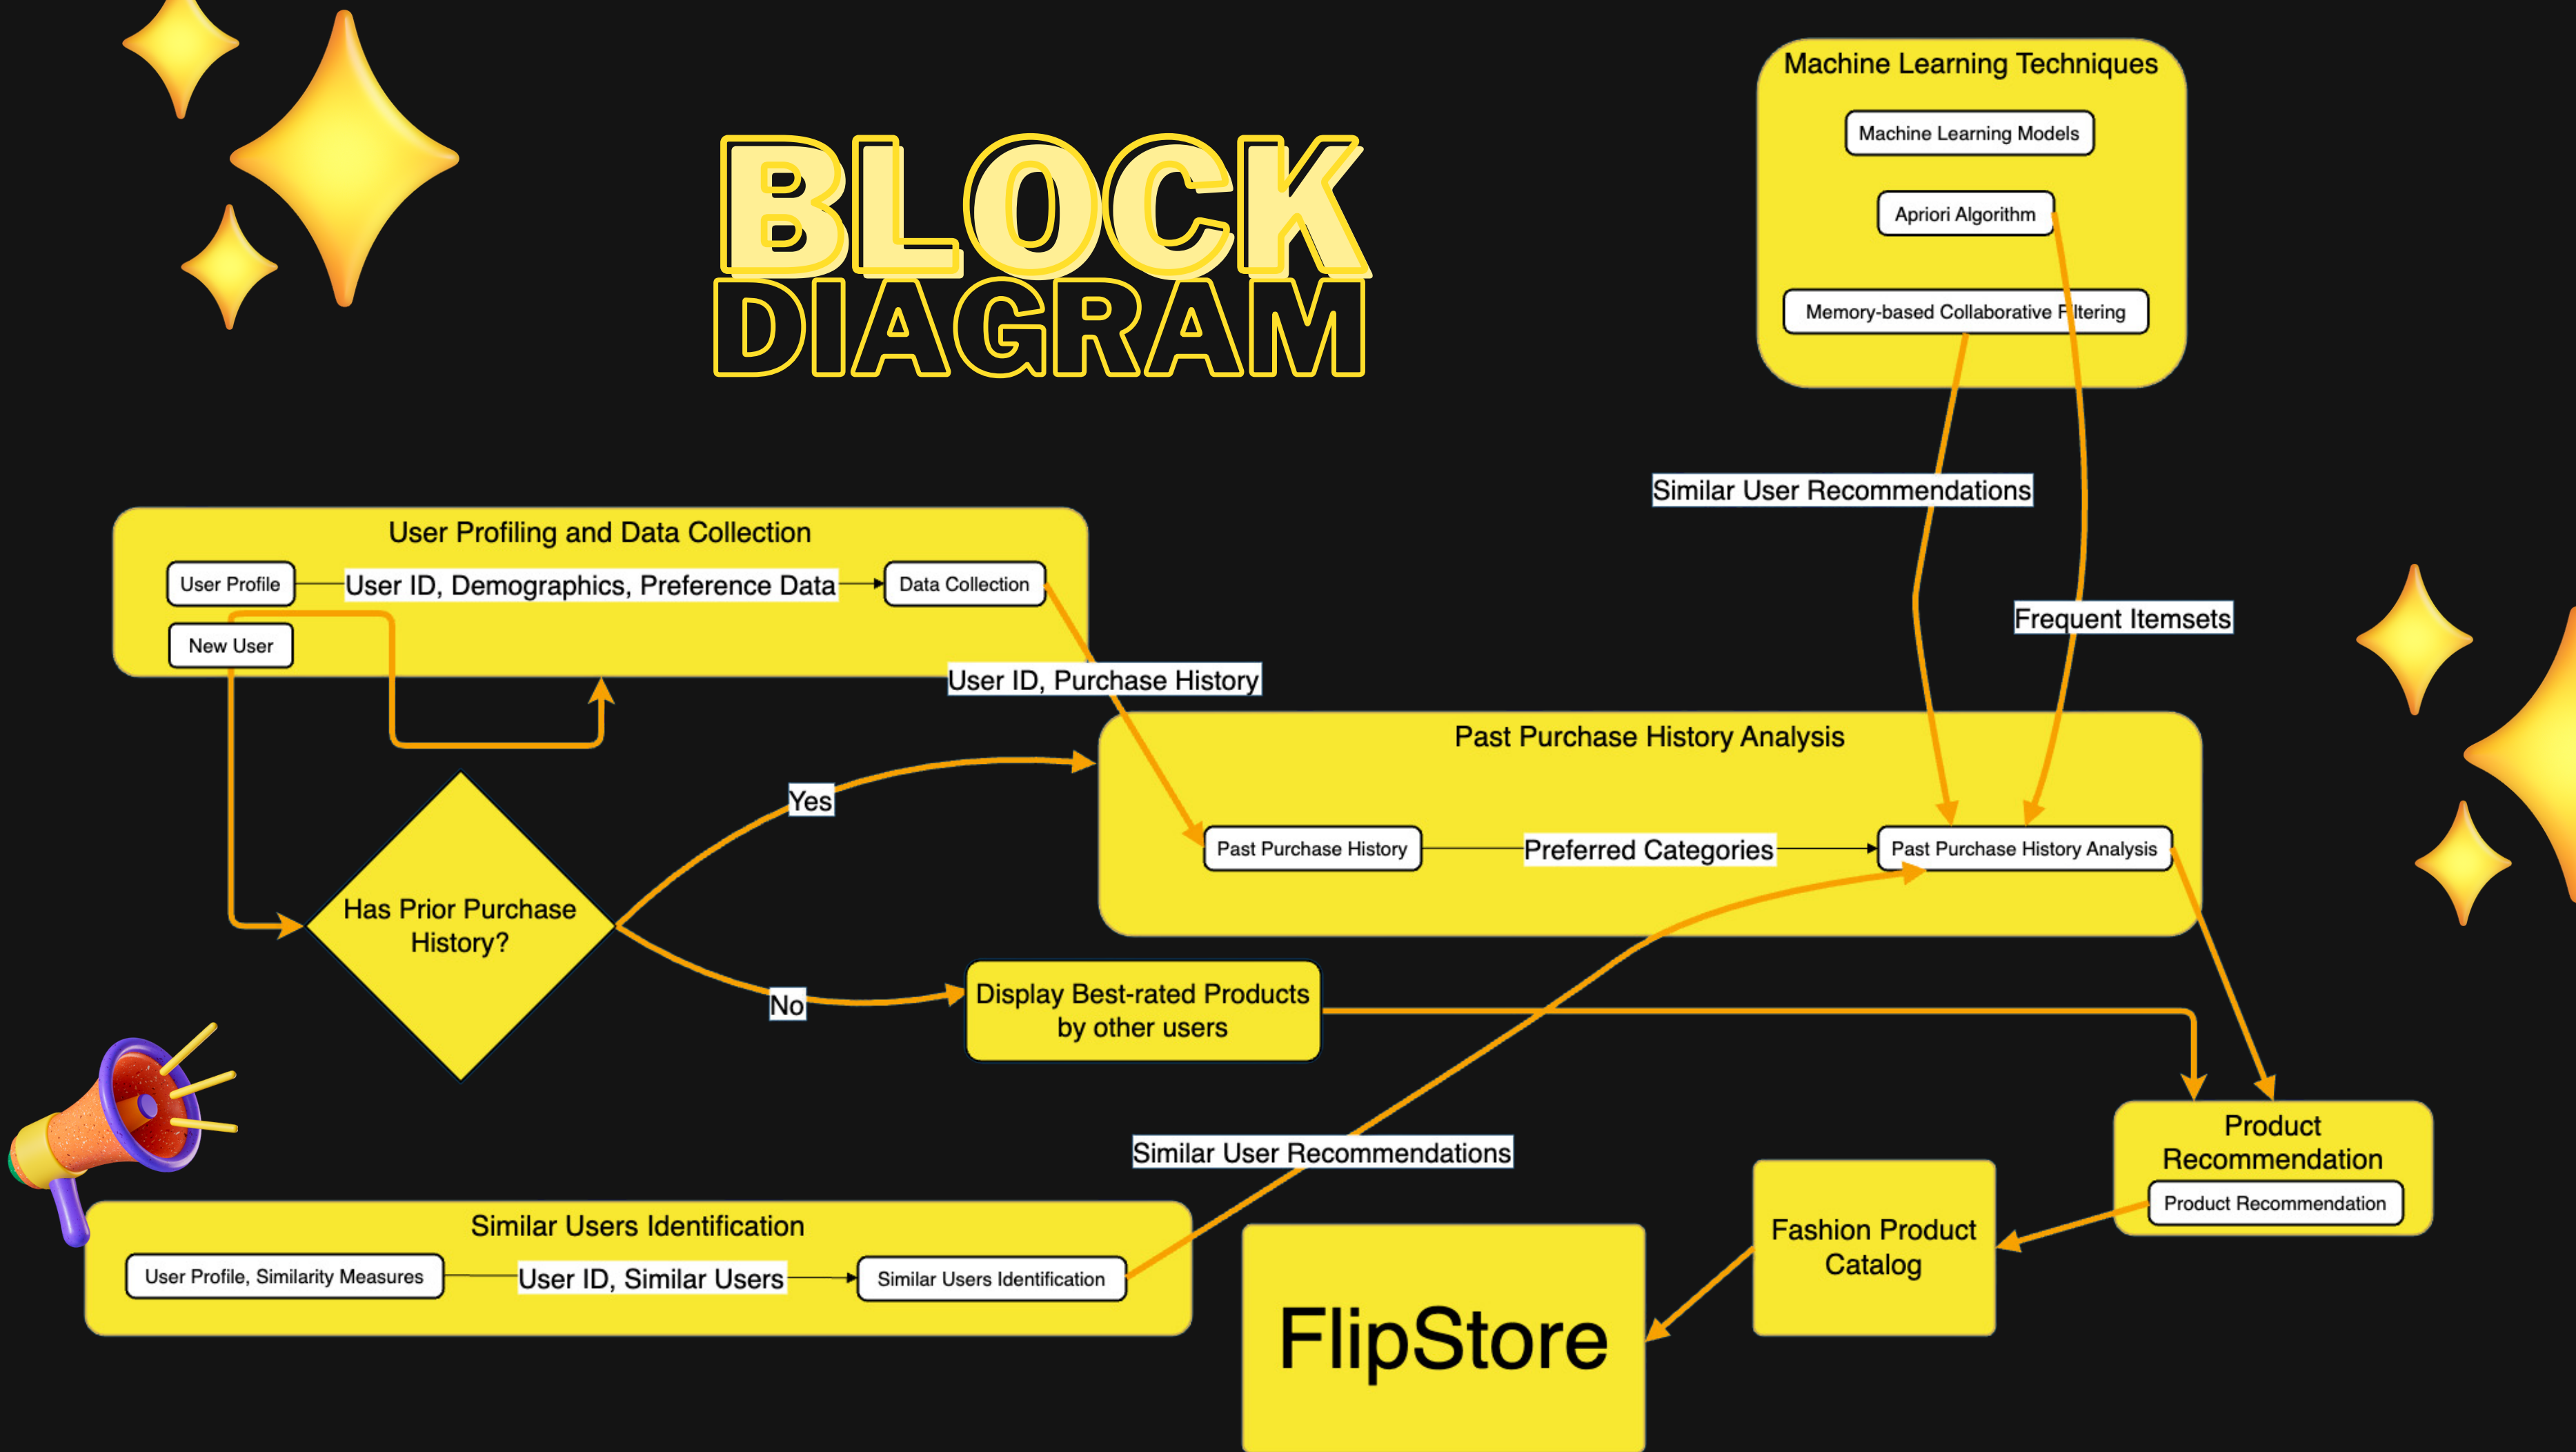 BLOCK
DIAGRAM
Machine Learning Techniques
Machine Learning Models
Apriori Algorithm
Memory-based Collaborative Filtering
Similar User Recommendations
Frequent Itemsets
User Profiling and Data Collection
User Profile
User ID, Demographics, Preference Data
Data Collection
New User
User ID, Purchase History
Past Purchase History Analysis
Past Purchase History
Preferred Categories
Past Purchase History Analysis
Has Prior Purchase
History?
Yes
No
Display Best-rated Products
by other users
Similar User Recommendations
Similar Users Identification
User Profile, Similarity Measures
User ID, Similar Users
Similar Users Identification
Product
Recommendation
Product Recommendation
Fashion Product
Catalog
FlipStore